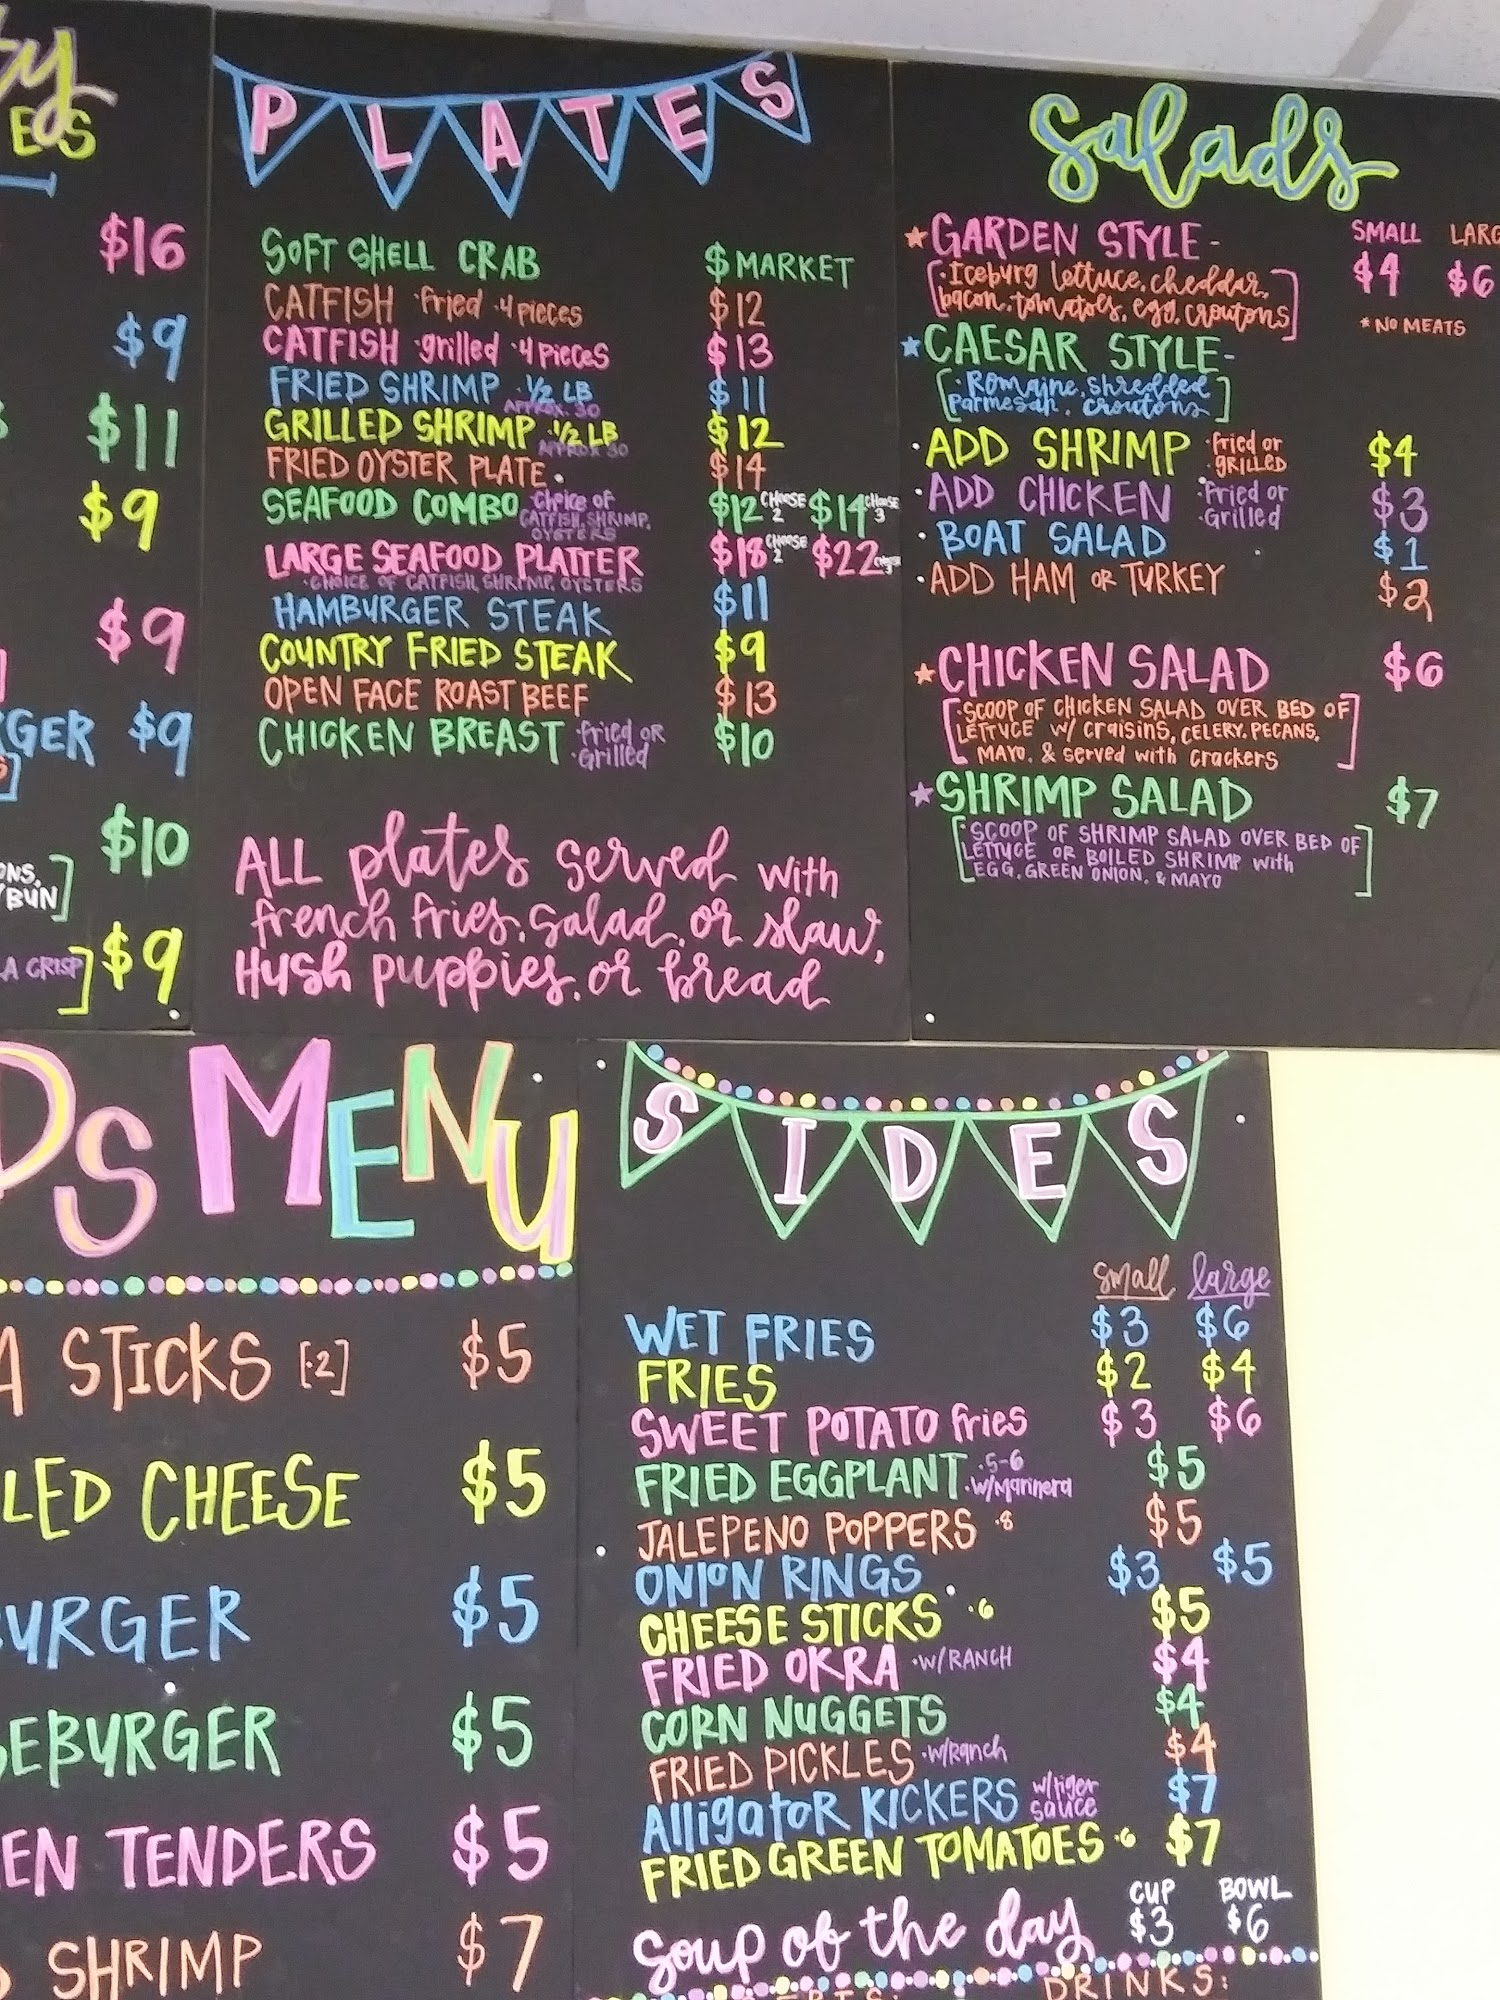 ES
$16
$9
$11
$9
$9
RGER $9
$10
ONS,
/BUN]
A CRISP] $9
PLATES
SOFT SHELL CRAB $MARKET
CATFISH ·fried ·4 pieces $12
CATFISH ·grilled ·4 pieces $13
FRIED SHRIMP ·1/2 LB $11
APPROX. 30
GRILLED SHRIMP ·1/2 LB $12
APPROX 30
FRIED OYSTER PLATE· $14
SEAFOOD COMBO ·choice of CATFISH, SHRIMP, OYSTERS $12 CHOOSE 2 $14 CHOOSE 3
LARGE SEAFOOD PLATTER $18 CHOOSE 2 $22
·CHOICE OF CATFISH, SHRIMP, OYSTERS
HAMBURGER STEAK $11
COUNTRY FRIED STEAK $9
OPEN FACE ROAST BEEF $13
CHICKEN BREAST ·fried OR ·Grilled $10
ALL plates served with
french fries, salad, or slaw,
Hush puppies, or bread
Salads
GARDEN STYLE - SMALL LARG
[·Iceburg lettuce, cheddar, $4 $6
bacon, tomatoes, egg, croutons] *NO MEATS
CAESAR STYLE-
[·Romaine, shredded
parmesan, croutons]
·ADD SHRIMP ·fried or ·GRILLED $4
·ADD CHICKEN ·Fried or ·Grilled $3
·BOAT SALAD $1
·ADD HAM OR TURKEY $2
CHICKEN SALAD $6
[·SCOOP OF CHICKEN SALAD OVER BED OF
LETTUCE W/ craisins, CELERY, PECANS,
MAYO, & served with crackers]
SHRIMP SALAD $7
[·SCOOP OF SHRIMP SALAD OVER BED OF
LETTUCE OR BOILED SHRIMP with
EGG, GREEN ONION, & MAYO]
DS MENU
A STICKS [·2] $5
LED CHEESE $5
BURGER $5
EBURGER $5
EN TENDERS $5
SHRIMP $7
SIDES
small large
WET FRIES $3 $6
FRIES $2 $4
SWEET POTATO fries $3 $6
FRIED EGGPLANT ·5-6 ·w/Marinera $5
JALEPENO POPPERS ·8 $5
ONION RINGS $3 $5
CHEESE STICKS ·6 $5
FRIED OKRA ·W/RANCH $4
CORN NUGGETS $4
FRIED PICKLES ·w/Ranch $4
AlligatoR KICKERS w/tiger sauce $7
FRIED GREEN TOMATOES ·6 $7
CUP BOWL
Soup of the day $3 $6
DRINKS: